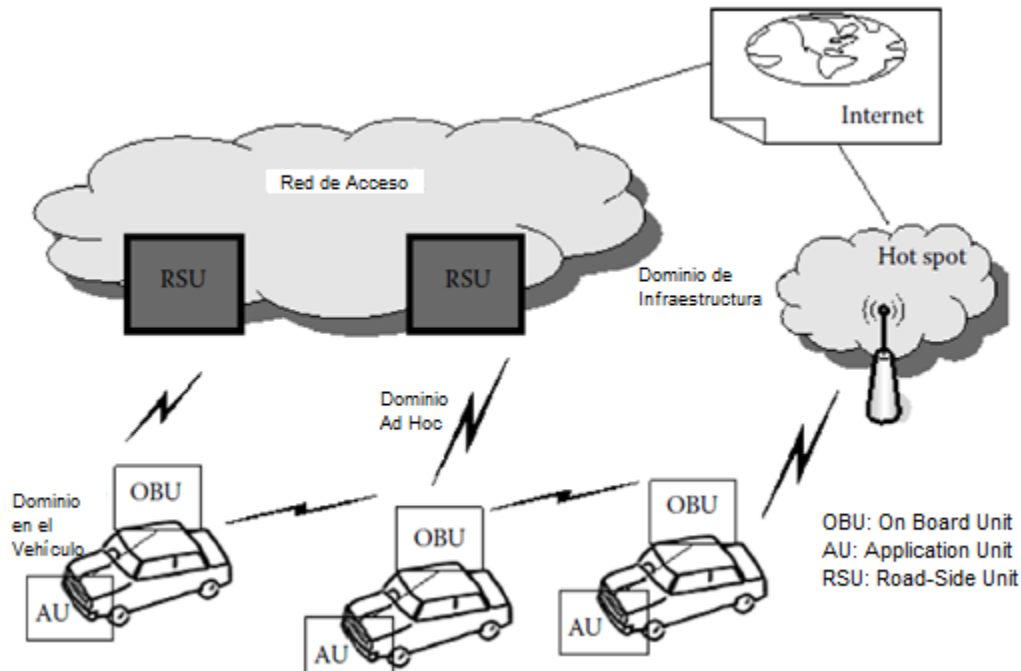 Internet
Red de Acceso
Hot spot
RSU
RSU
Dominio de
Infraestructura
Dominio
Ad Hoc
Dominio
en el
Vehículo
OBU
OBU
OBU
AU
AU
AU
OBU: On Board Unit
AU: Application Unit
RSU: Road-Side Unit